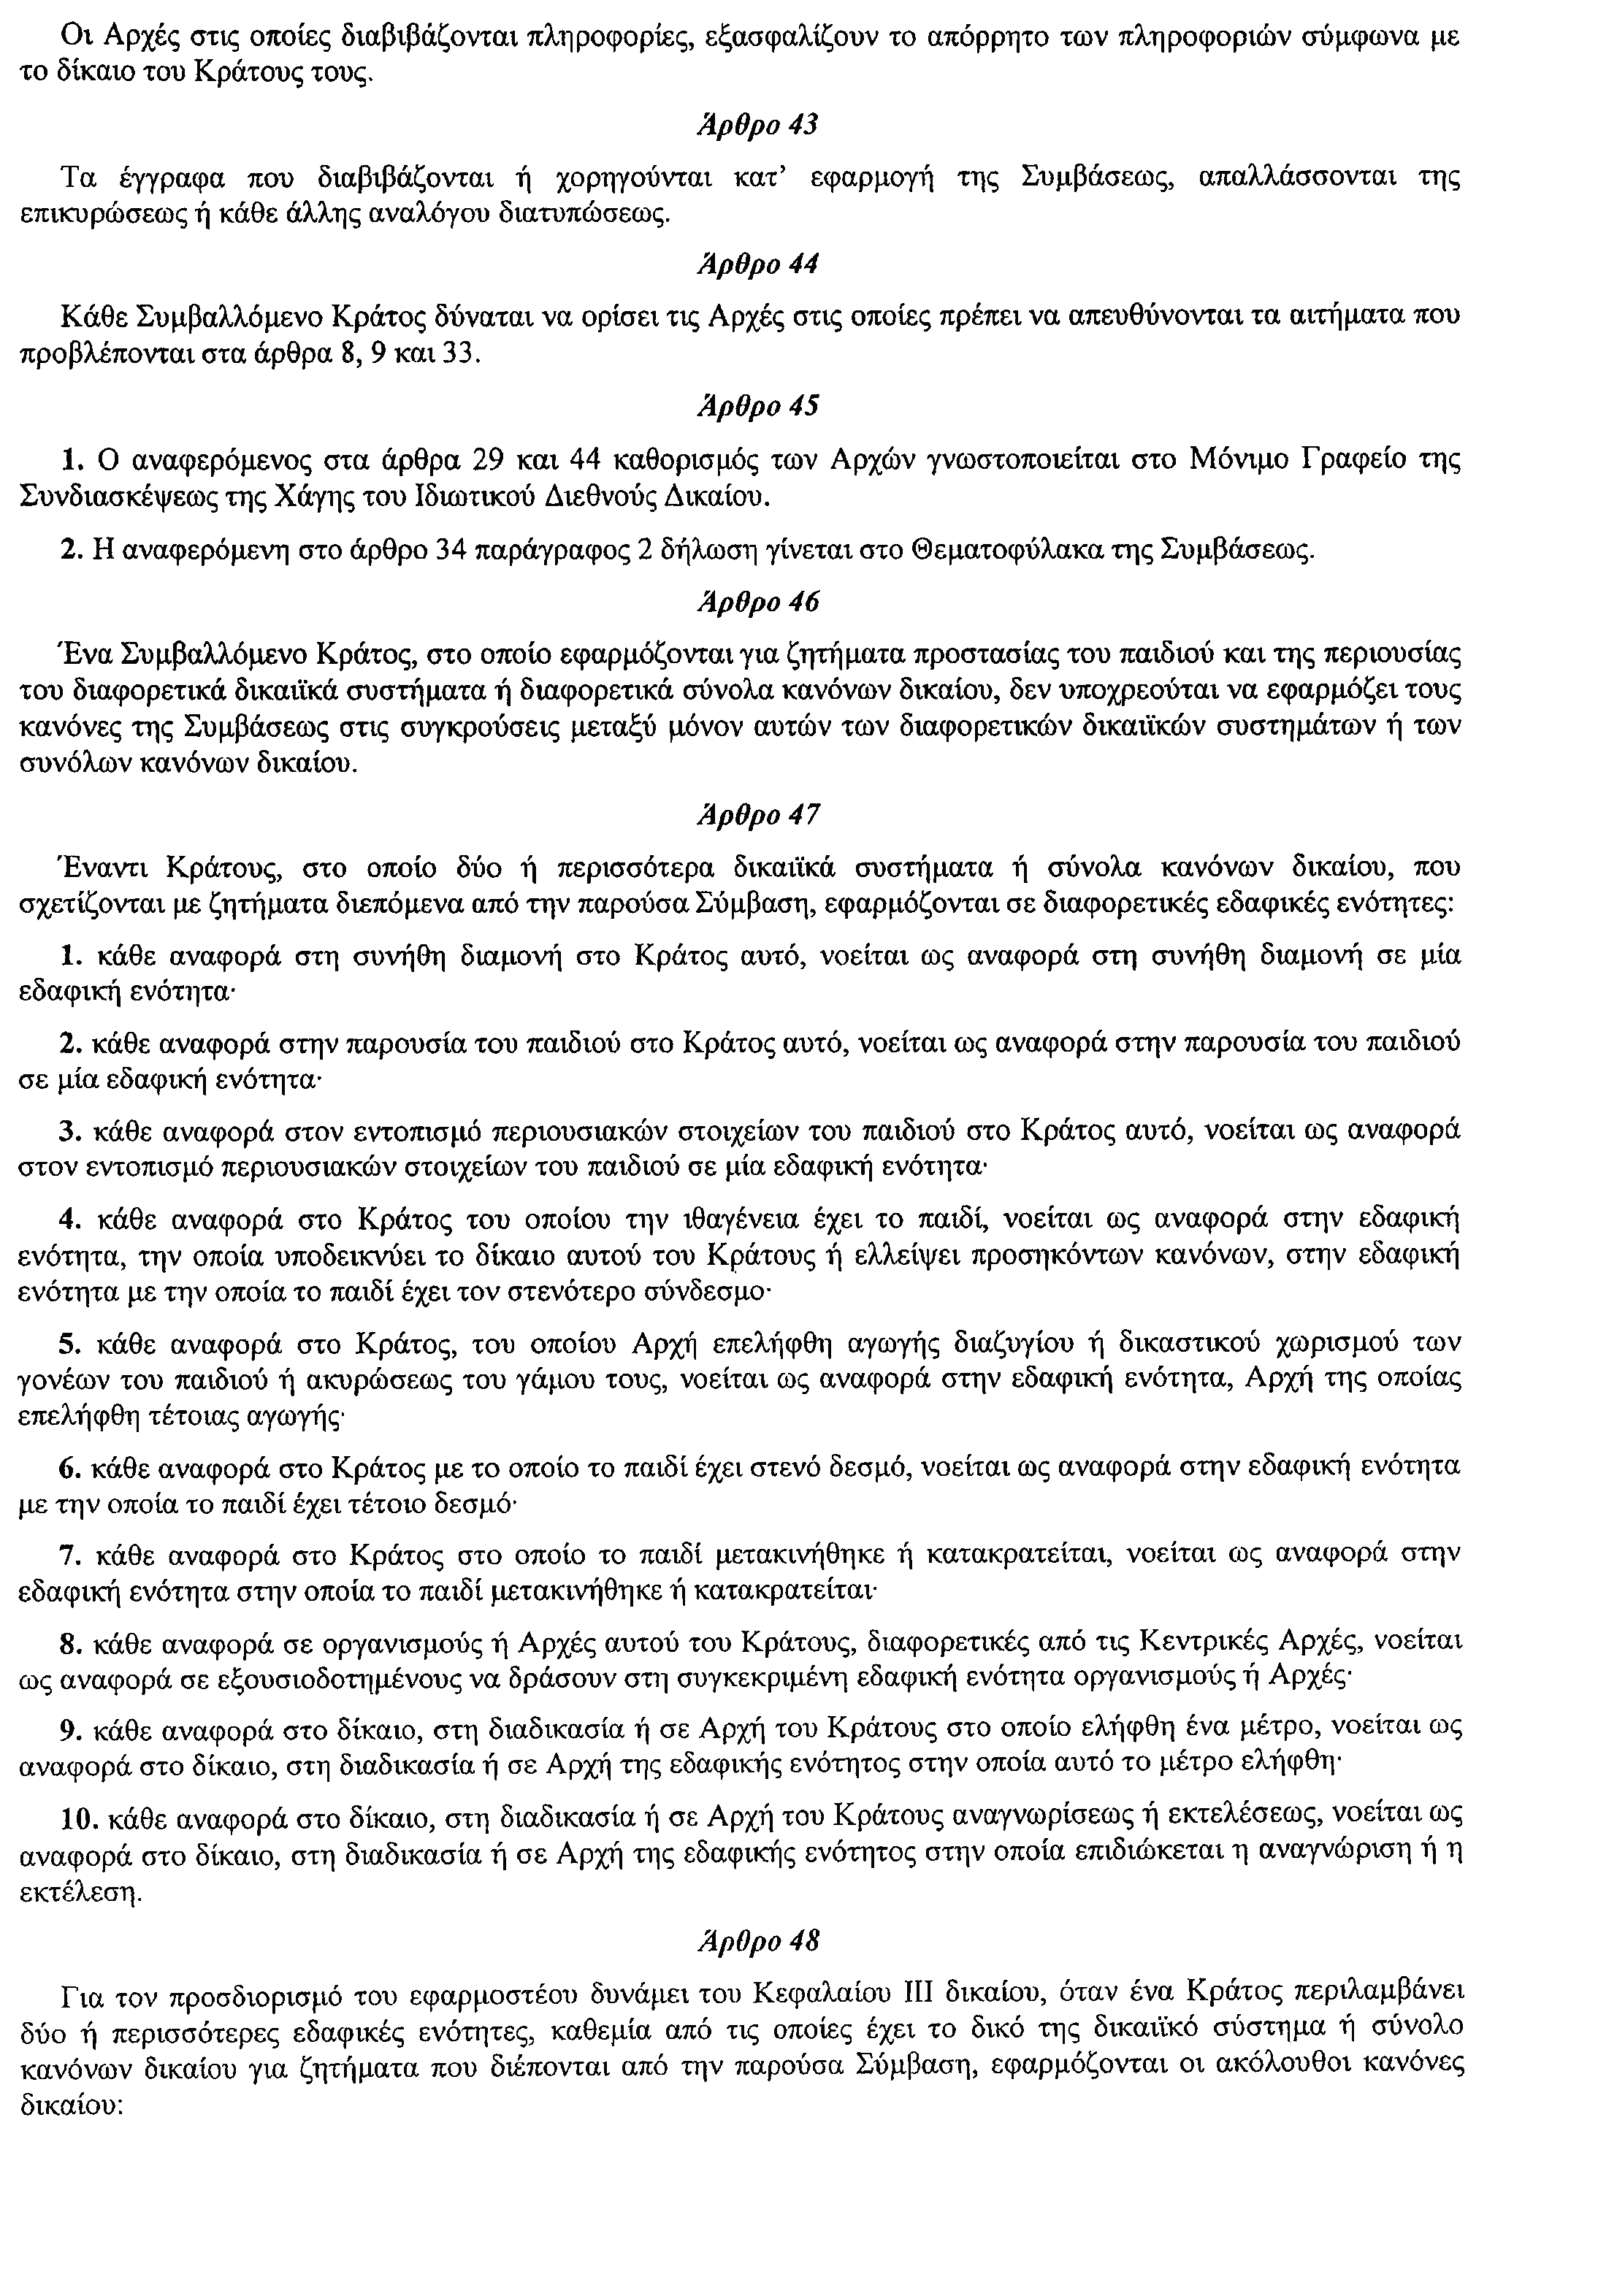 Οι Αρχές στις οποίες διαβιβάζονται πληροφορίες, εξασφαλίζουν το απόρρητο των πληροφοριών σύμφωνα με
το δίκαιο του Κράτους τους.
Άρθρο 43
Τα έγγραφα που διαβιβάζονται ή χορηγούνται κατ’ εφαρμογή της Συμβάσεως, απαλλάσσονται της
επικυρώσεως ή κάθε άλλης αναλόγου διατυπώσεως.
Άρθρο 44
Κάθε Συμβαλλόμενο Κράτος δύναται να ορίσει τις Αρχές στις οποίες πρέπει να απευθύνονται τα αιτήματα που
προβλέπονται στα άρθρα 8, 9 και 33.
Άρθρο 45
1. Ο αναφερόμενος στα άρθρα 29 και 44 καθορισμός των Αρχών γνωστοποιείται στο Μόνιμο Γραφείο της
Συνδιασκέψεως της Χάγης του Ιδιωτικού Διεθνούς Δικαίου.
2. Η αναφερόμενη στο άρθρο 34 παράγραφος 2 δήλωση γίνεται στο Θεματοφύλακα της Συμβάσεως.
Άρθρο 46
Ένα Συμβαλλόμενο Κράτος, στο οποίο εφαρμόζονται για ζητήματα προστασίας του παιδιού και της περιουσίας
του διαφορετικά δικαιϊκά συστήματα ή διαφορετικά σύνολα κανόνων δικαίου, δεν υποχρεούται να εφαρμόζει τους
κανόνες της Συμβάσεως στις συγκρούσεις μεταξύ μόνον αυτών των διαφορετικών δικαιϊκών συστημάτων ή των
συνόλων κανόνων δικαίου.
Άρθρο 47
Έναντι Κράτους, στο οποίο δύο ή περισσότερα δικαιϊκά συστήματα ή σύνολα κανόνων δικαίου, που
σχετίζονται με ζητήματα διεπόμενα από την παρούσα Σύμβαση, εφαρμόζονται σε διαφορετικές εδαφικές ενότητες:
1. κάθε αναφορά στη συνήθη διαμονή στο Κράτος αυτό, νοείται ως αναφορά στη συνήθη διαμονή σε μία
εδαφική ενότητα·
2. κάθε αναφορά στην παρουσία του παιδιού στο Κράτος αυτό, νοείται ως αναφορά στην παρουσία του παιδιού
σε μία εδαφική ενότητα·
3. κάθε αναφορά στον εντοπισμό περιουσιακών στοιχείων του παιδιού στο Κράτος αυτό, νοείται ως αναφορά
στον εντοπισμό περιουσιακών στοιχείων του παιδιού σε μία εδαφική ενότητα·
4. κάθε αναφορά στο Κράτος του οποίου την ιθαγένεια έχει το παιδί, νοείται ως αναφορά στην εδαφική
ενότητα, την οποία υποδεικνύει το δίκαιο αυτού του Κράτους ή ελλείψει προσηκόντων κανόνων, στην εδαφική
ενότητα με την οποία το παιδί έχει τον στενότερο σύνδεσμο·
5. κάθε αναφορά στο Κράτος, του οποίου Αρχή επελήφθη αγωγής διαζυγίου ή δικαστικού χωρισμού των
γονέων του παιδιού ή ακυρώσεως του γάμου τους, νοείται ως αναφορά στην εδαφική ενότητα, Αρχή της οποίας
επελήφθη τέτοιας αγωγής·
6. κάθε αναφορά στο Κράτος με το οποίο το παιδί έχει στενό δεσμό, νοείται ως αναφορά στην εδαφική ενότητα
με την οποία το παιδί έχει τέτοιο δεσμό·
7. κάθε αναφορά στο Κράτος στο οποίο το παιδί μετακινήθηκε ή κατακρατείται, νοείται ως αναφορά στην
εδαφική ενότητα στην οποία το παιδί μετακινήθηκε ή κατακρατείται·
8. κάθε αναφορά σε οργανισμούς ή Αρχές αυτού του Κράτους, διαφορετικές από τις Κεντρικές Αρχές, νοείται
ως αναφορά σε εξουσιοδοτημένους να δράσουν στη συγκεκριμένη εδαφική ενότητα οργανισμούς ή Αρχές·
9. κάθε αναφορά στο δίκαιο, στη διαδικασία ή σε Αρχή του Κράτους στο οποίο ελήφθη ένα μέτρο, νοείται ως
αναφορά στο δίκαιο, στη διαδικασία ή σε Αρχή της εδαφικής ενότητος στην οποία αυτό το μέτρο ελήφθη·
10. κάθε αναφορά στο δίκαιο, στη διαδικασία ή σε Αρχή του Κράτους αναγνωρίσεως ή εκτελέσεως, νοείται ως
αναφορά στο δίκαιο, στη διαδικασία ή σε Αρχή της εδαφικής ενότητος στην οποία επιδιώκεται η αναγνώριση ή η
εκτέλεση.
Άρθρο 48
Για τον προσδιορισμό του εφαρμοστέου δυνάμει του Κεφαλαίου III δικαίου, όταν ένα Κράτος περιλαμβάνει
δύο ή περισσότερες εδαφικές ενότητες, καθεμία από τις οποίες έχει το δικό της δικαιϊκό σύστημα ή σύνολο
κανόνων δικαίου για ζητήματα που διέπονται από την παρούσα Σύμβαση, εφαρμόζονται οι ακόλουθοι κανόνες
δικαίου: